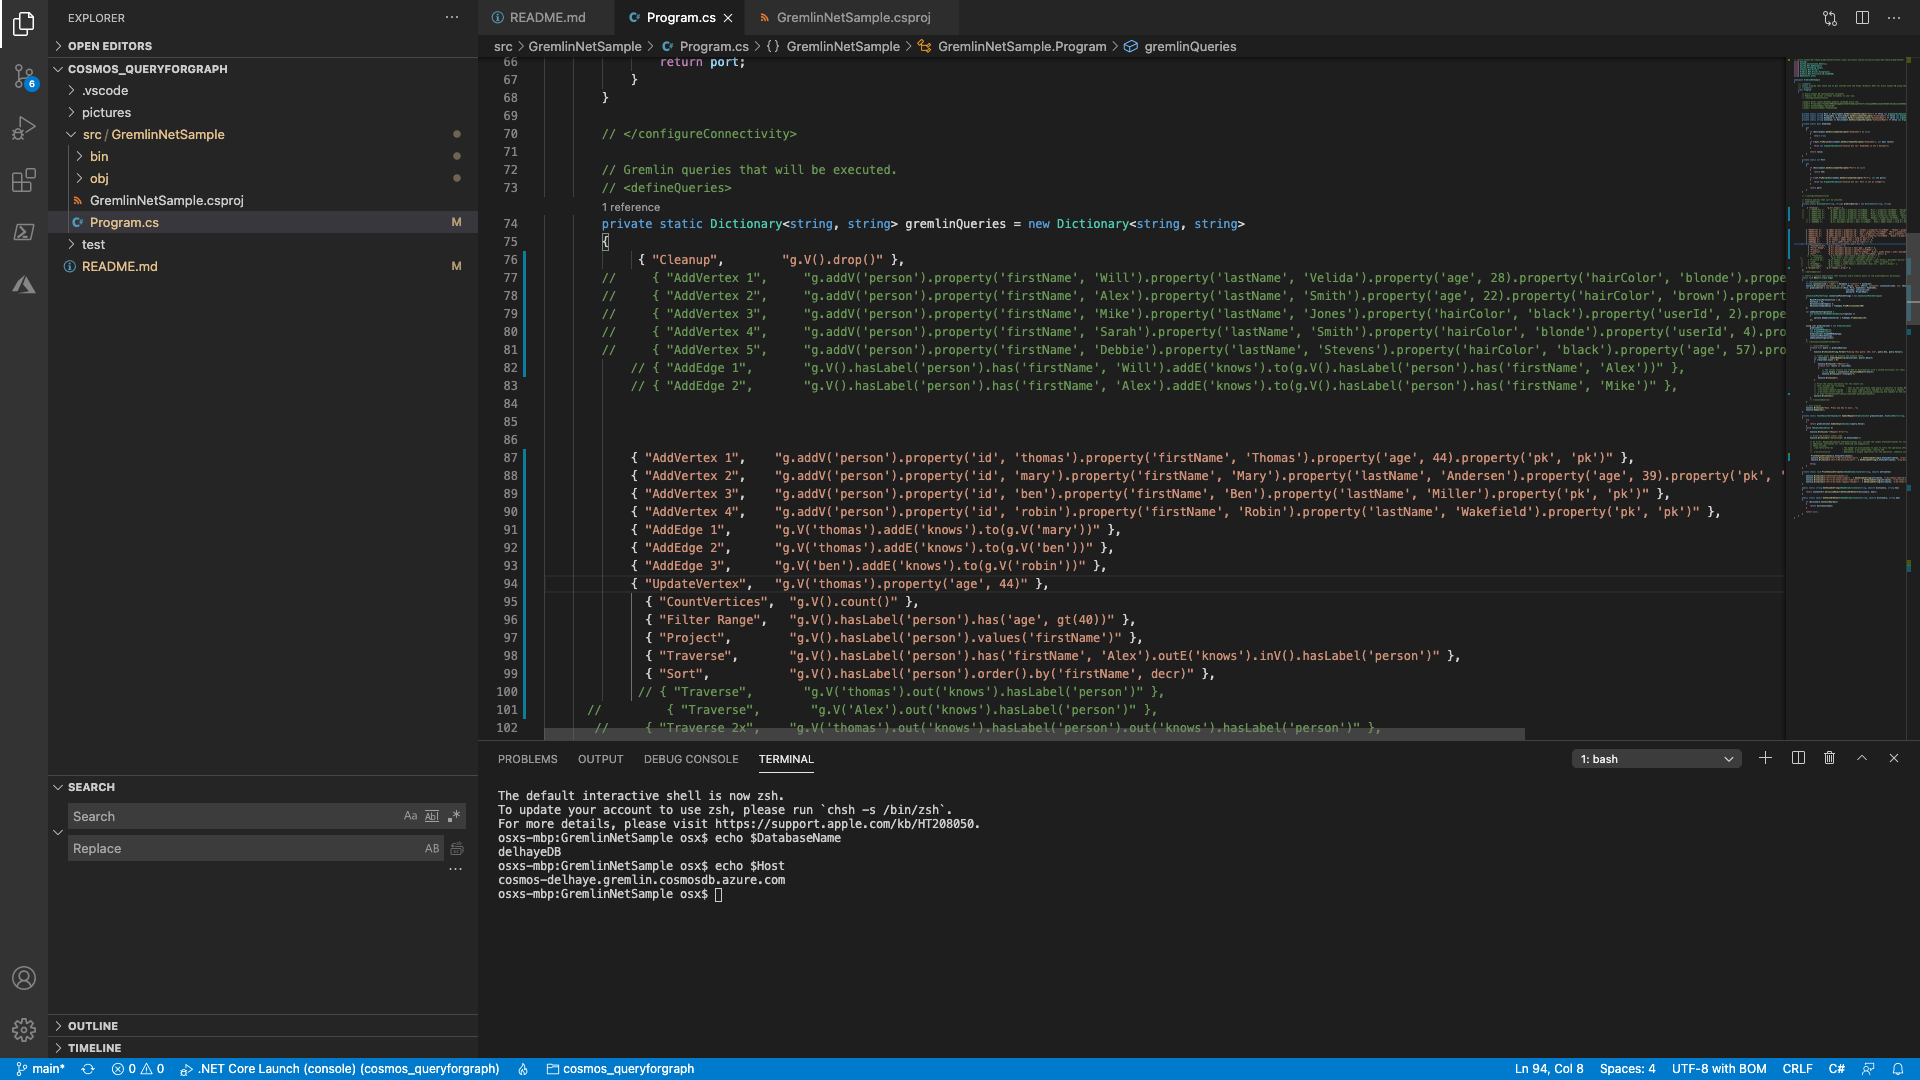 EXPLORER
OPEN EDITORS
COSMOS_QUERYFORGRAPH
.vscode
pictures
src / GremlinNetSample
bin
obj
GremlinNetSample.csproj
Program.cs M
test
README.md M
SEARCH
Search
Aa Abl .*
Replace
AB
OUTLINE
TIMELINE
6
README.md
Program.cs
GremlinNetSample.csproj
src > GremlinNetSample > Program.cs > {} GremlinNetSample > GremlinNetSample.Program > gremlinQueries
66 return port;
67 }
68 }
69
70 // </configureConnectivity>
71
72 // Gremlin queries that will be executed.
73 // <defineQueries>
1 reference
74 private static Dictionary<string, string> gremlinQueries = new Dictionary<string, string>
75 {
76 { "Cleanup", "g.V().drop()" },
77 // { "AddVertex 1", "g.addV('person').property('firstName', 'Will').property('lastName', 'Velida').property('age', 28).property('hairColor', 'blonde').prope
78 // { "AddVertex 2", "g.addV('person').property('firstName', 'Alex').property('lastName', 'Smith').property('age', 22).property('hairColor', 'brown').propert
79 // { "AddVertex 3", "g.addV('person').property('firstName', 'Mike').property('lastName', 'Jones').property('hairColor', 'black').property('userId', 2).prope
80 // { "AddVertex 4", "g.addV('person').property('firstName', 'Sarah').property('lastName', 'Smith').property('hairColor', 'blonde').property('userId', 4).pro
81 // { "AddVertex 5", "g.addV('person').property('firstName', 'Debbie').property('lastName', 'Stevens').property('hairColor', 'black').property('age', 57).pro
82 // { "AddEdge 1", "g.V().hasLabel('person').has('firstName', 'Will').addE('knows').to(g.V().hasLabel('person').has('firstName', 'Alex'))" },
83 // { "AddEdge 2", "g.V().hasLabel('person').has('firstName', 'Alex').addE('knows').to(g.V().hasLabel('person').has('firstName', 'Mike')" },
84
85
86
87 { "AddVertex 1", "g.addV('person').property('id', 'thomas').property('firstName', 'Thomas').property('age', 44).property('pk', 'pk')" },
88 { "AddVertex 2", "g.addV('person').property('id', 'mary').property('firstName', 'Mary').property('lastName', 'Andersen').property('age', 39).property('pk', '
89 { "AddVertex 3", "g.addV('person').property('id', 'ben').property('firstName', 'Ben').property('lastName', 'Miller').property('pk', 'pk')" },
90 { "AddVertex 4", "g.addV('person').property('id', 'robin').property('firstName', 'Robin').property('lastName', 'Wakefield').property('pk', 'pk')" },
91 { "AddEdge 1", "g.V('thomas').addE('knows').to(g.V('mary'))" },
92 { "AddEdge 2", "g.V('thomas').addE('knows').to(g.V('ben'))" },
93 { "AddEdge 3", "g.V('ben').addE('knows').to(g.V('robin'))" },
94 { "UpdateVertex", "g.V('thomas').property('age', 44)" },
95 { "CountVertices", "g.V().count()" },
96 { "Filter Range", "g.V().hasLabel('person').has('age', gt(40))" },
97 { "Project", "g.V().hasLabel('person').values('firstName')" },
98 { "Traverse", "g.V().hasLabel('person').has('firstName', 'Alex').outE('knows').inV().hasLabel('person')" },
99 { "Sort", "g.V().hasLabel('person').order().by('firstName', decr)" },
100 // { "Traverse", "g.V('thomas').out('knows').hasLabel('person')" },
101 // { "Traverse", "g.V('Alex').out('knows').hasLabel('person')" },
102 // { "Traverse 2x", "g.V('thomas').out('knows').hasLabel('person').out('knows').hasLabel('person')" },
PROBLEMS OUTPUT DEBUG CONSOLE TERMINAL
1: bash
The default interactive shell is now zsh.
To update your account to use zsh, please run `chsh -s /bin/zsh`.
For more details, please visit https://support.apple.com/kb/HT208050.
osxs-mbp:GremlinNetSample osx$ echo $DatabaseName
delhayeDB
osxs-mbp:GremlinNetSample osx$ echo $Host
cosmos-delhaye.gremlin.cosmosdb.azure.com
osxs-mbp:GremlinNetSample osx$
main* 0 0 .NET Core Launch (console) (cosmos_queryforgraph) cosmos_queryforgraph Ln 94, Col 8 Spaces: 4 UTF-8 with BOM CRLF C#